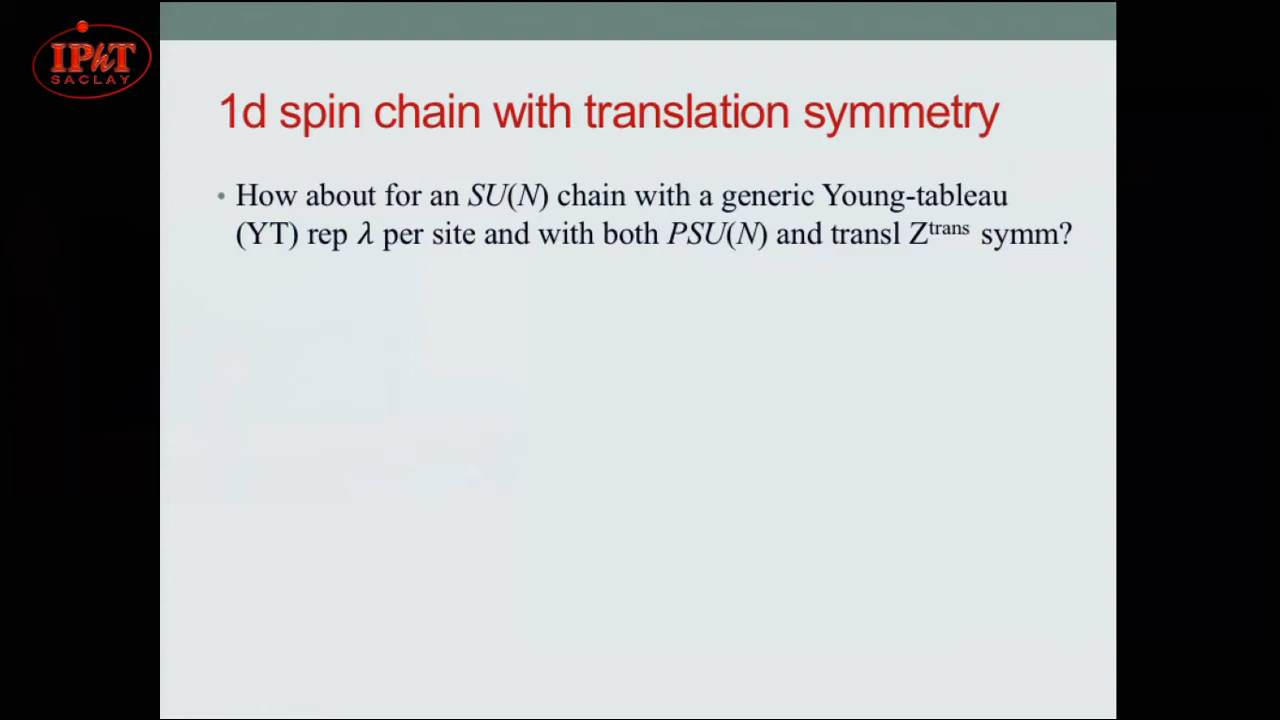 IPhT
SACLAY
1d spin chain with translation symmetry
• How about for an SU(N) chain with a generic Young-tableau
(YT) rep λ per site and with both PSU(N) and transl Z^trans symm?